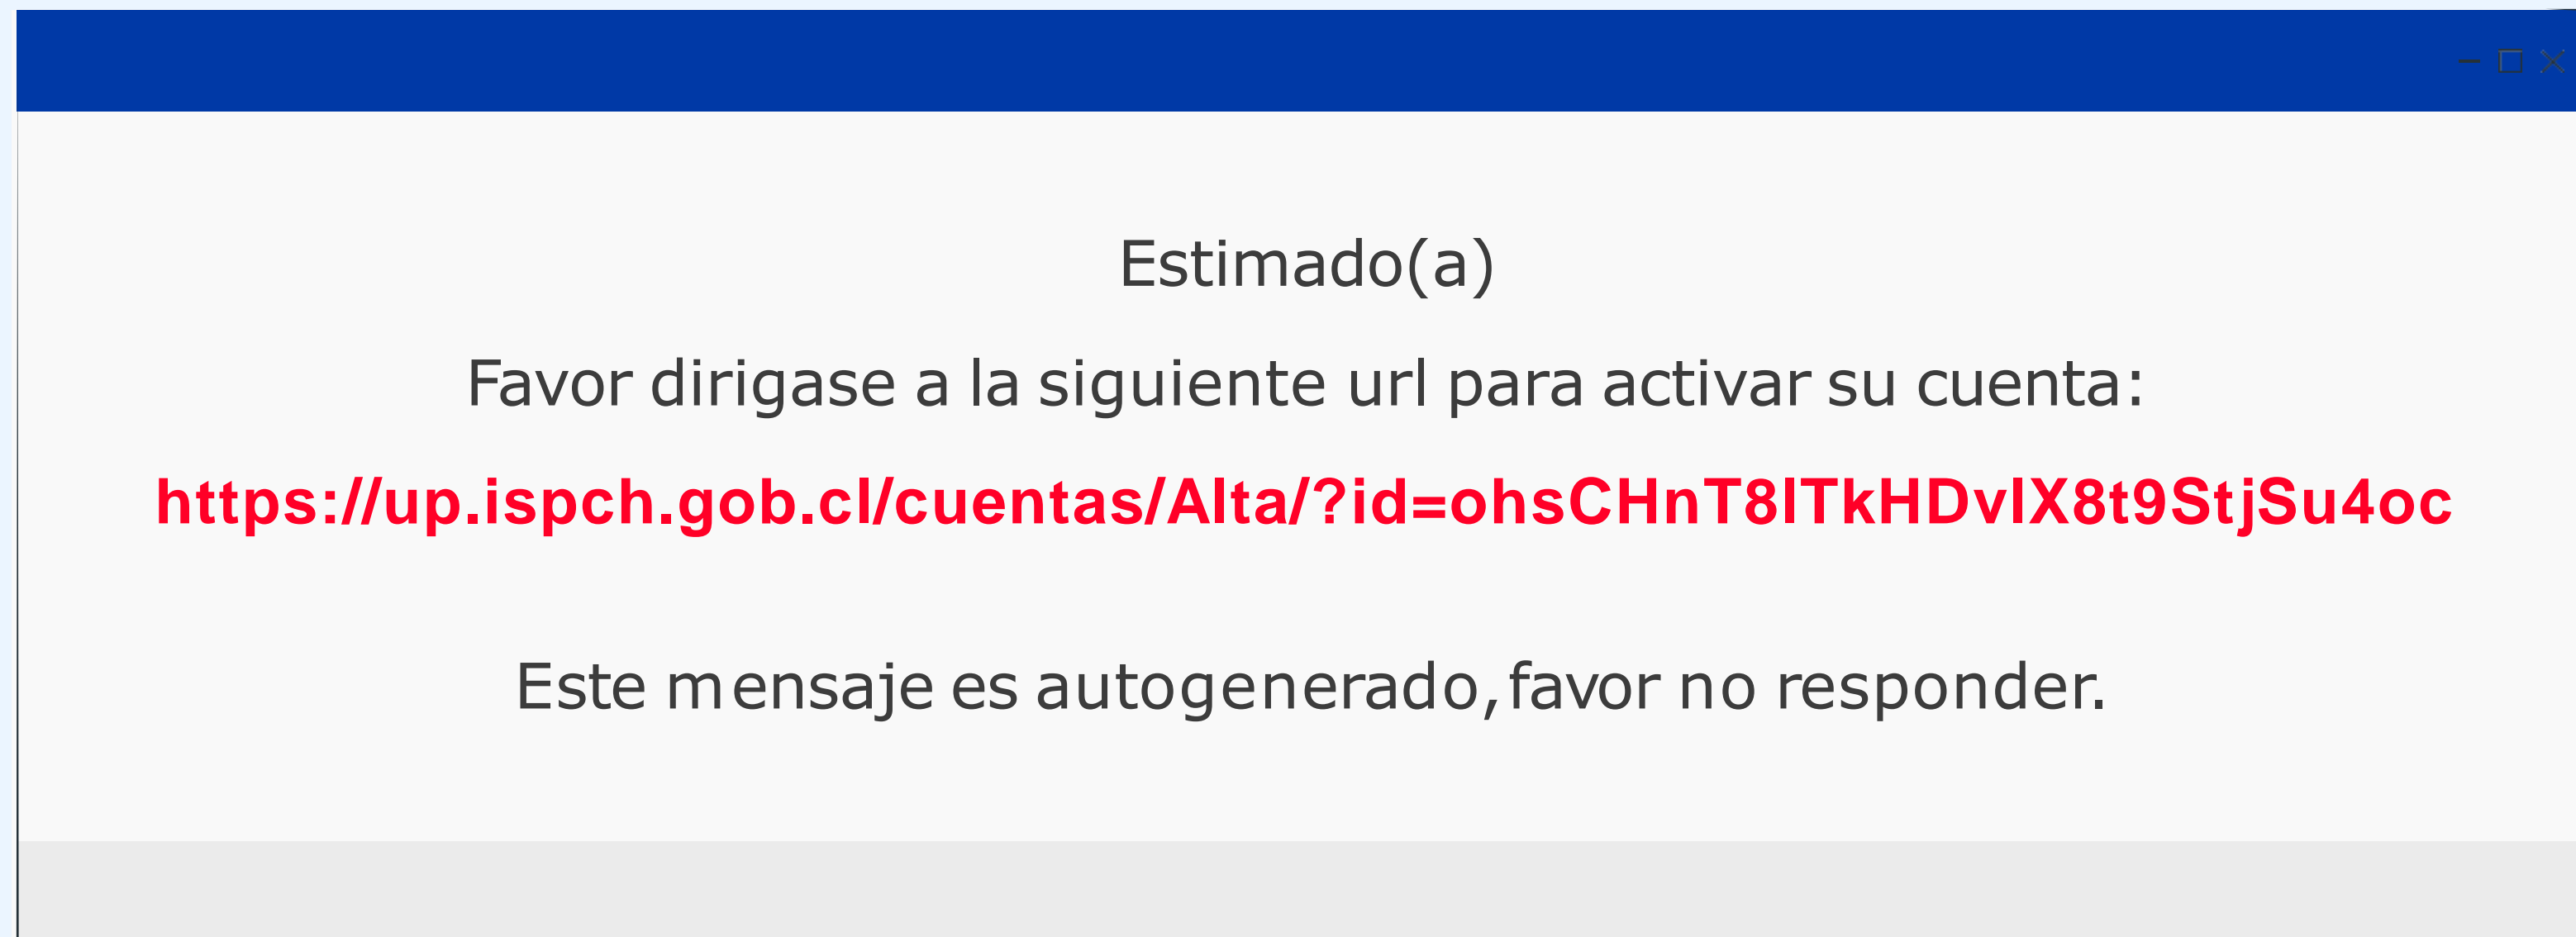 Estimado(a)
Favor dirigase a la siguiente url para activar su cuenta:
https://up.ispch.gob.cl/cuentas/Alta/?id=ohsCHnT8lTkHDvlX8t9StjSu4oc
Este mensaje es autogenerado, favor no responder.